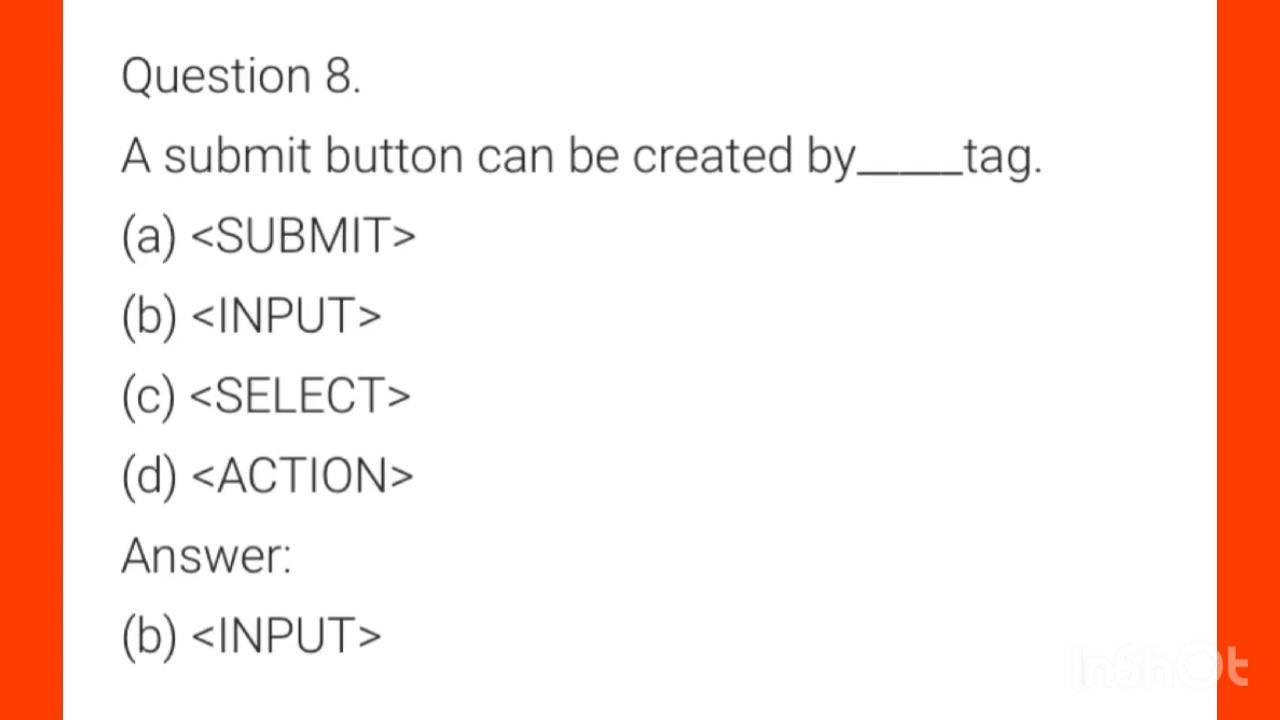 Question 8.
A submit button can be created by_____tag.
(a) <SUBMIT>
(b) <INPUT>
(c) <SELECT>
(d) <ACTION>
Answer:
(b) <INPUT>
InShOt